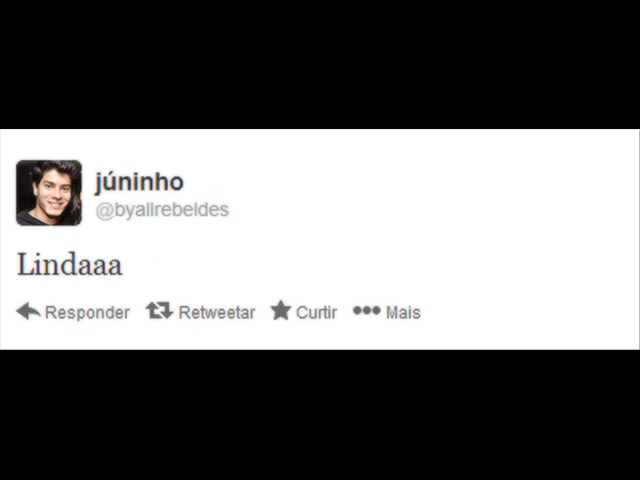 júninho
@byallrebeldes
Lindaaa
Responder Retweetar Curtir Mais